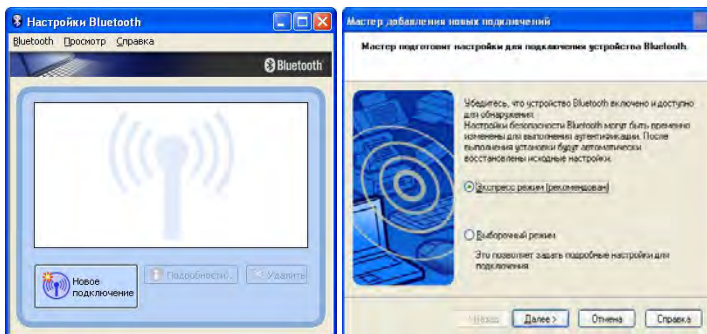 Настройки Bluetooth
Bluetooth Просмотр Справка
Bluetooth
Новое подключение
Подробности...
Удалить
Мастер добавления новых подключений
Мастер подготовит настройки для подключения устройства Bluetooth.
Убедитесь, что устройство Bluetooth включено и доступно
для обнаружения.
Настройки безопасности Bluetooth могут быть временно
изменены для выполнения аутентификации. После
выполнения установки будут автоматически
восстановлены исходные настройки.
Экспресс режим (рекомендован)
Выборочный режим
Это позволяет задать подробные настройки для
подключения
< Назад Далее > Отмена Справка